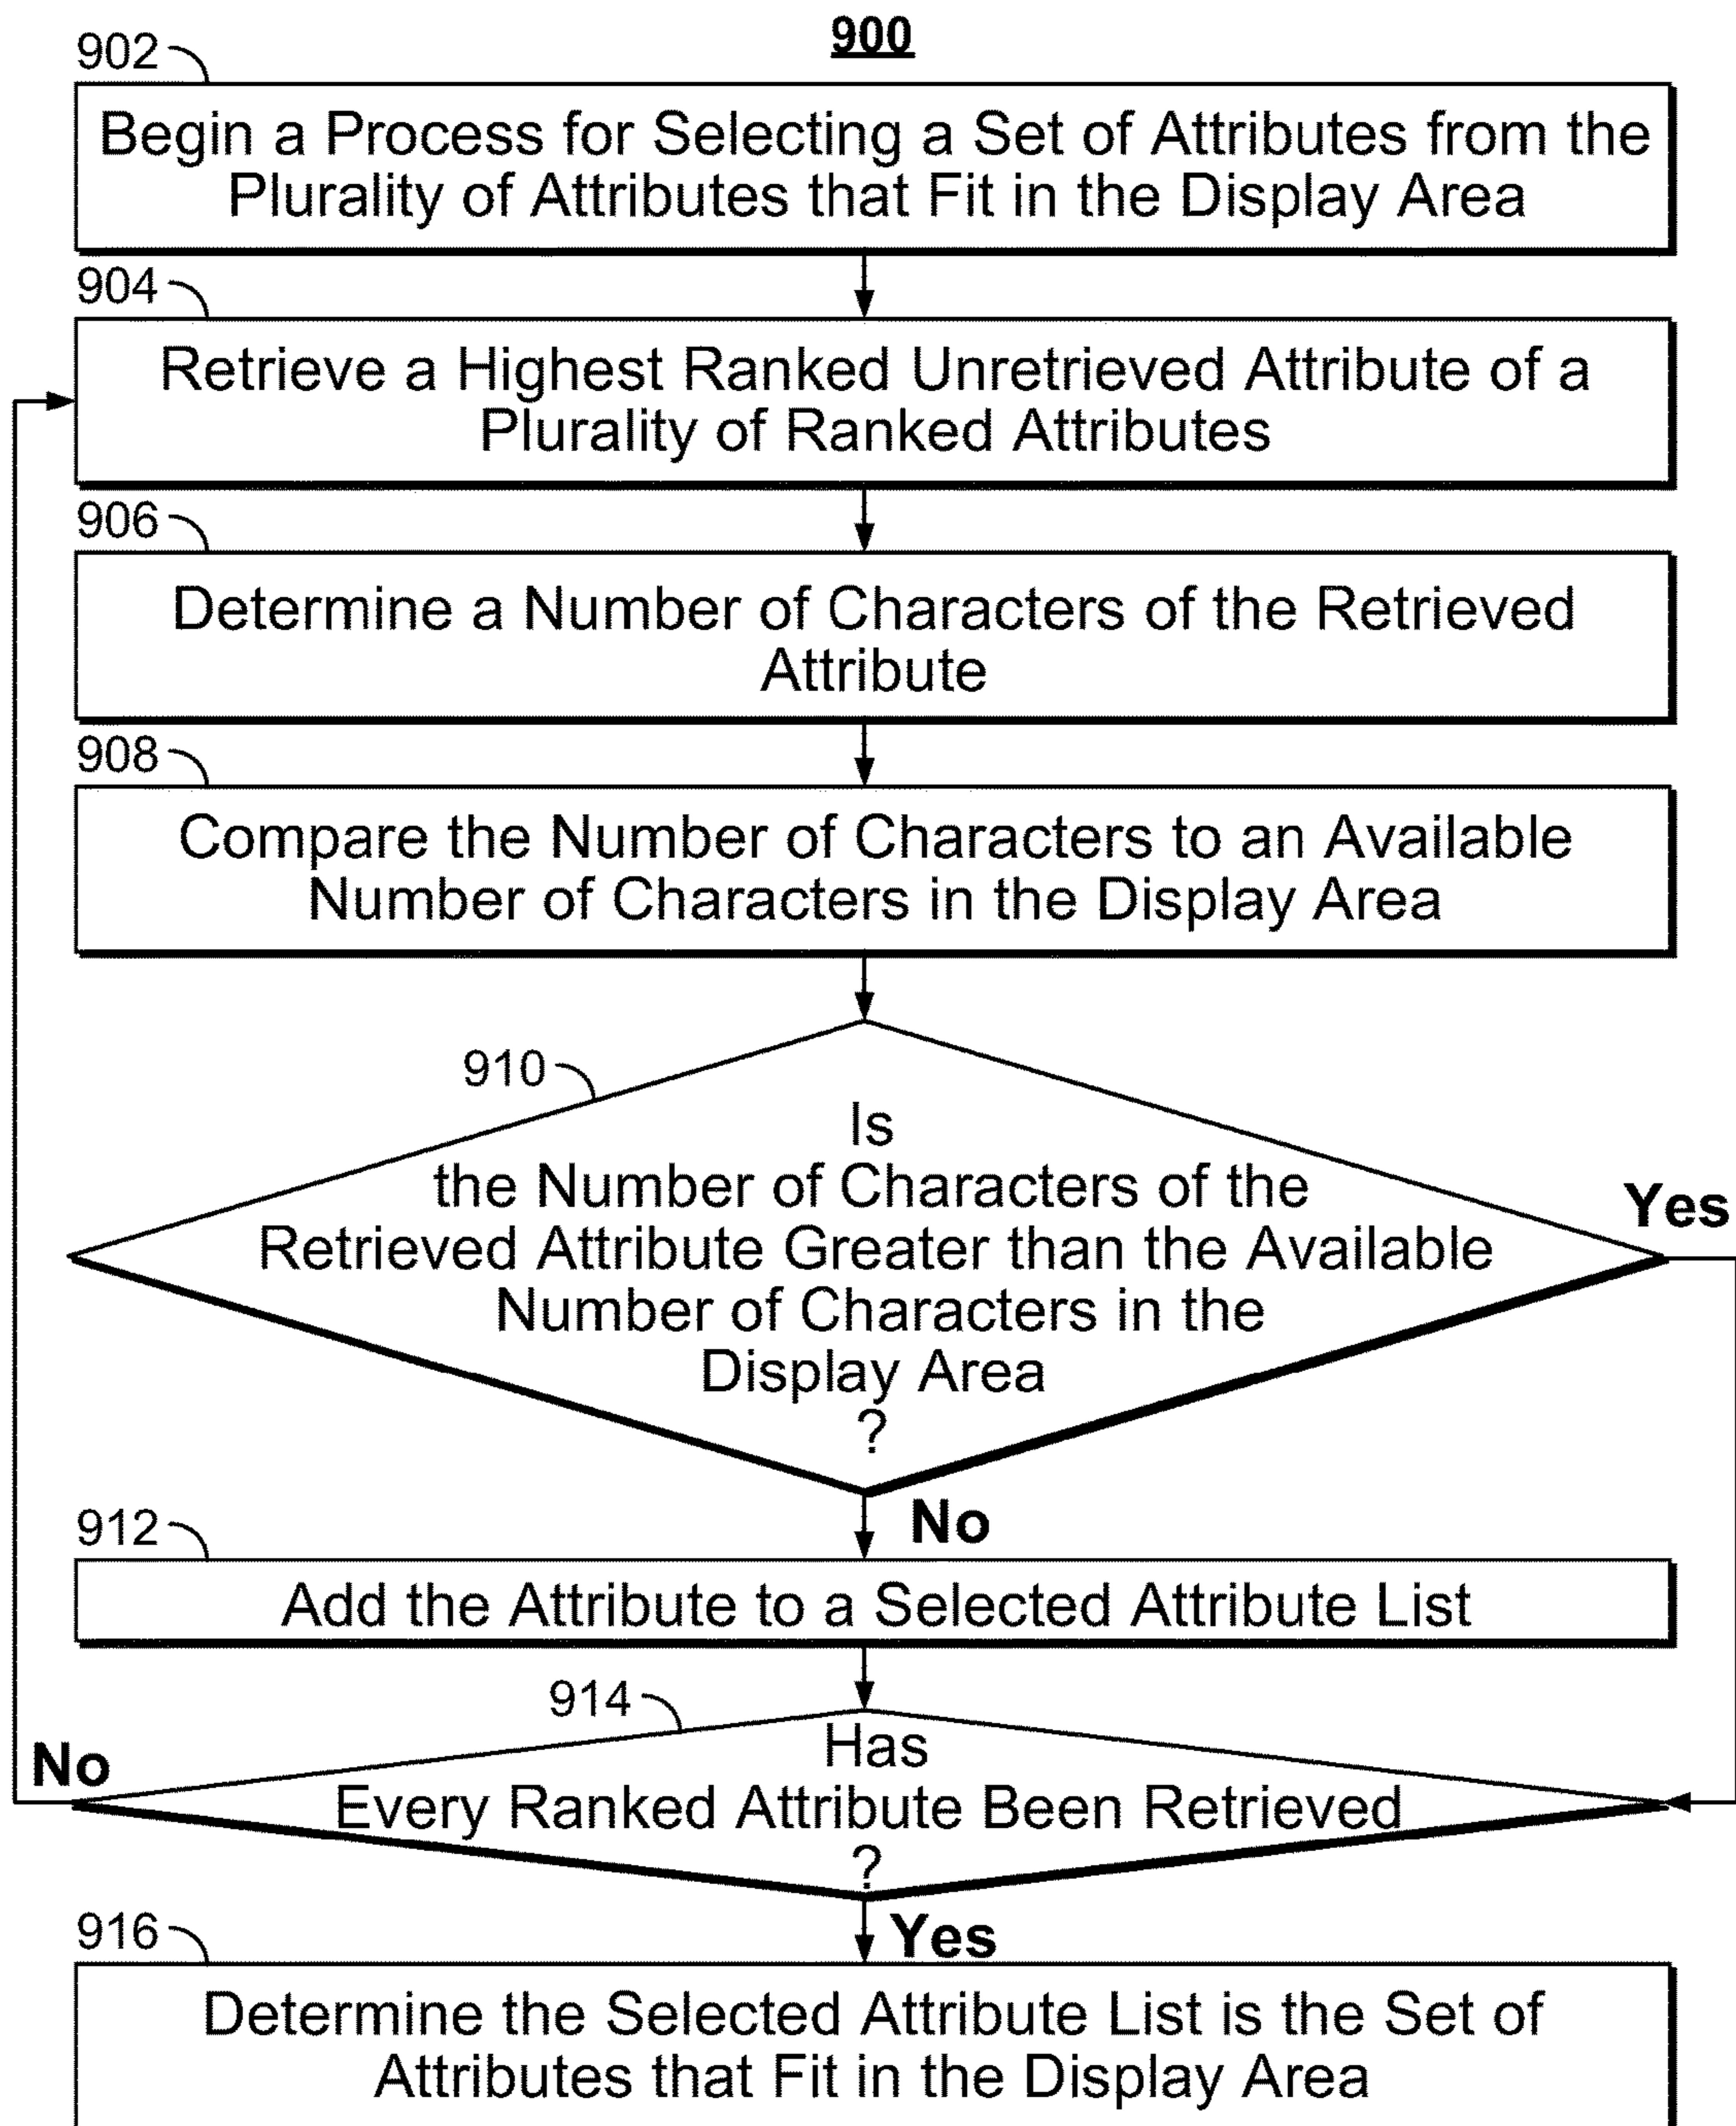 900
902
Begin a Process for Selecting a Set of Attributes from the
Plurality of Attributes that Fit in the Display Area
904
Retrieve a Highest Ranked Unretrieved Attribute of a
Plurality of Ranked Attributes
906
Determine a Number of Characters of the Retrieved
Attribute
908
Compare the Number of Characters to an Available
Number of Characters in the Display Area
910
Is
the Number of Characters of the
Retrieved Attribute Greater than the Available
Number of Characters in the
Display Area
?
Yes
No
912
Add the Attribute to a Selected Attribute List
914
Has
Every Ranked Attribute Been Retrieved
?
No
Yes
916
Determine the Selected Attribute List is the Set of
Attributes that Fit in the Display Area